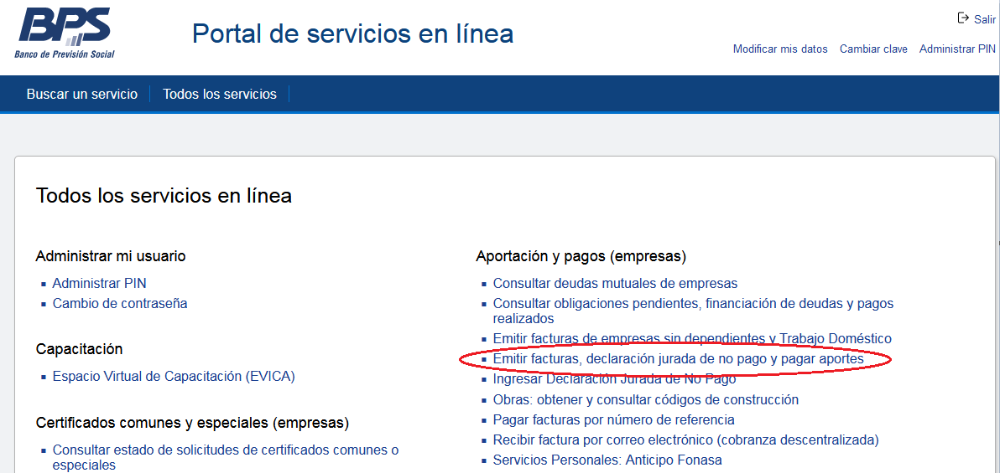 BPS
Banco de Previsión Social
Portal de servicios en línea
Salir
Modificar mis datos Cambiar clave Administrar PIN
Buscar un servicio Todos los servicios
Todos los servicios en línea
Administrar mi usuario
Administrar PIN
Cambio de contraseña
Capacitación
Espacio Virtual de Capacitación (EVICA)
Certificados comunes y especiales (empresas)
Consultar estado de solicitudes de certificados comunes o
especiales
Aportación y pagos (empresas)
Consultar deudas mutuales de empresas
Consultar obligaciones pendientes, financiación de deudas y pagos
realizados
Emitir facturas de empresas sin dependientes y Trabajo Doméstico
Emitir facturas, declaración jurada de no pago y pagar aportes
Ingresar Declaración Jurada de No Pago
Obras: obtener y consultar códigos de construcción
Pagar facturas por número de referencia
Recibir factura por correo electrónico (cobranza descentralizada)
Servicios Personales: Anticipo Fonasa